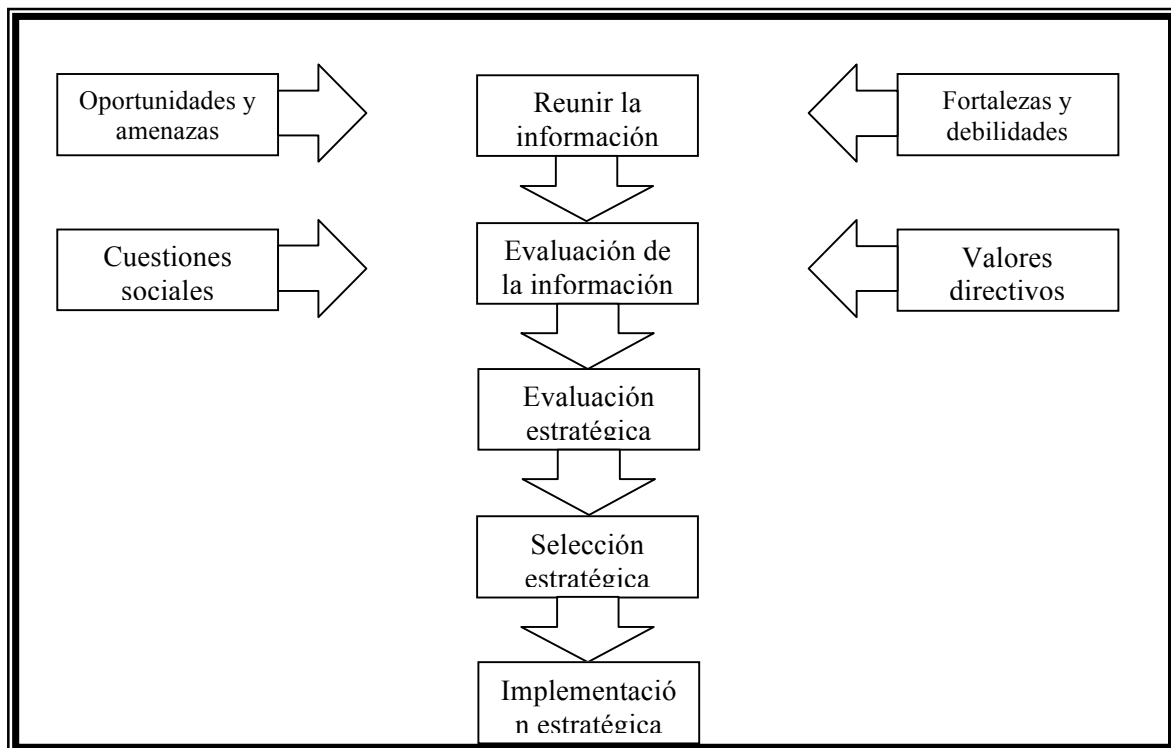 Oportunidades y
amenazas
Reunir la
información
Fortalezas y
debilidades
Cuestiones
sociales
Evaluación de
la información
Valores
directivos
Evaluación
estratégica
Selección
estratégica
Implementació
n estratégica